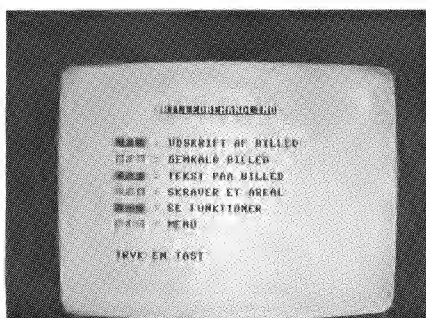 BILLEDBEHANDLING
= UDSKRIFT AF BILLED
= GENKALD BILLED
= TEKST PAA BILLED
= SKRAVER ET AREAL
= SE FUNKTIONER
= MENU
TRYK EN TAST